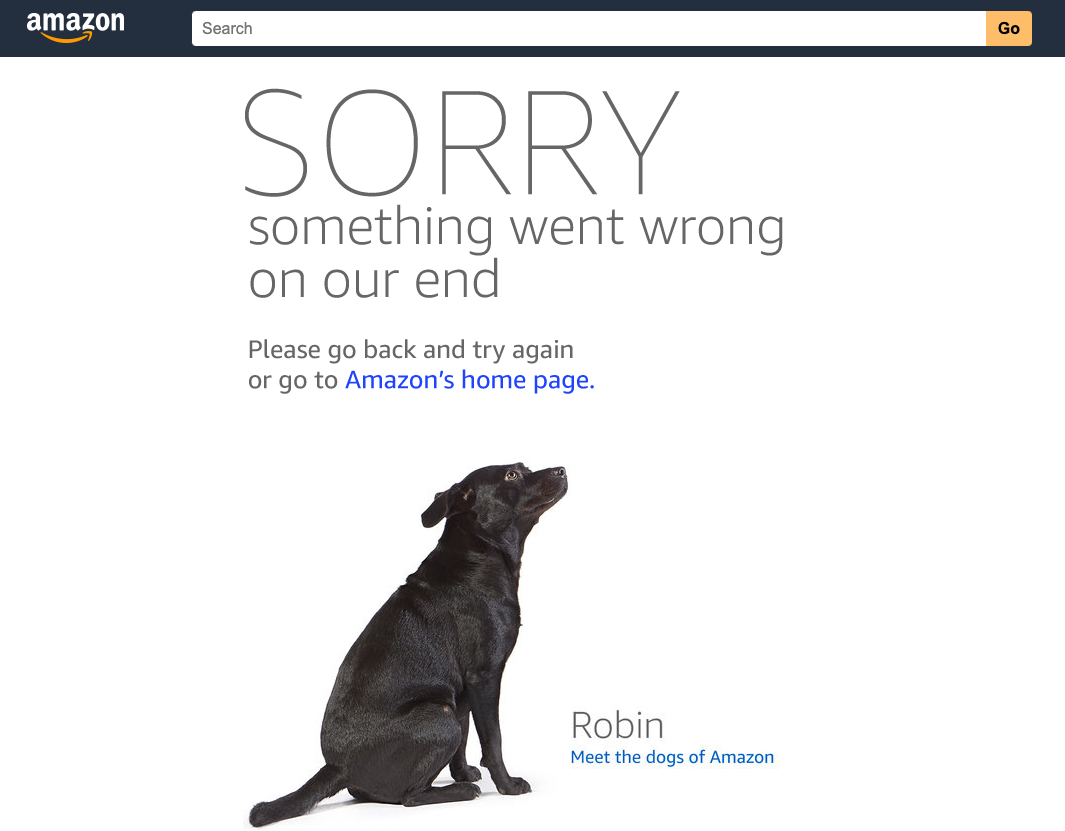 amazon
Search
Go
SORRY
something went wrong
on our end
Please go back and try again
or go to Amazon’s home page.
Robin
Meet the dogs of Amazon